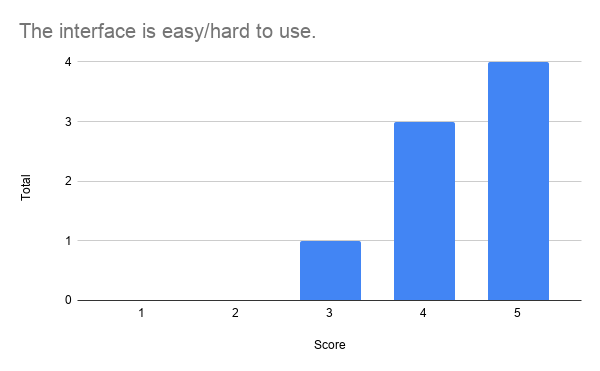 The interface is easy/hard to use.
4
3
2
1
0
Total
1 2 3 4 5
Score